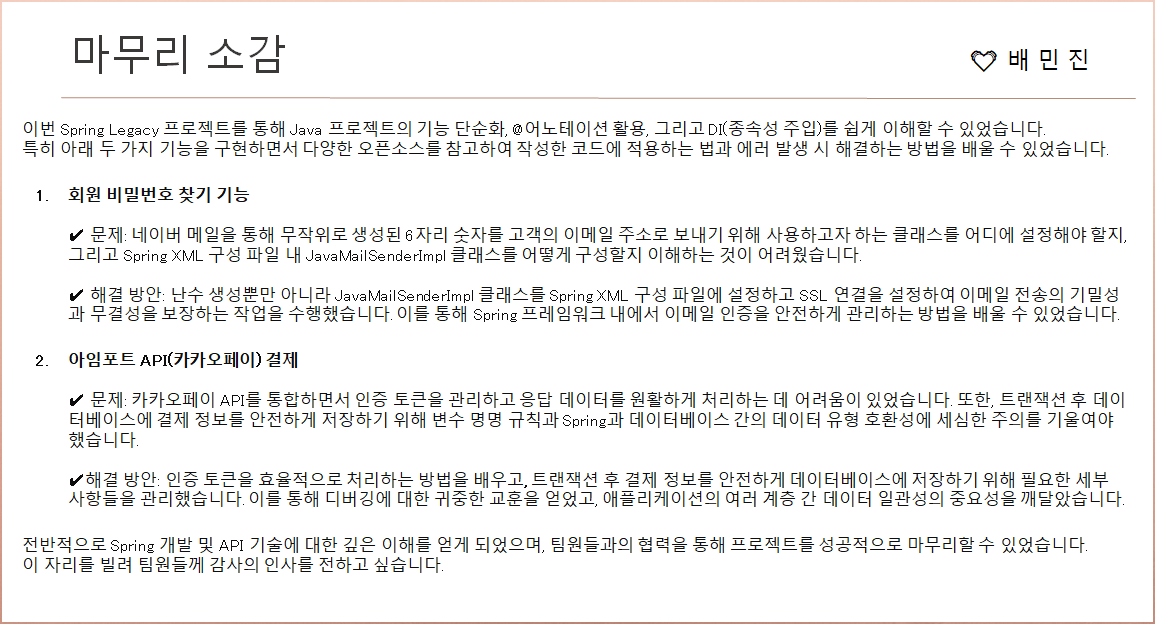 마무리 소감
배 민 진
이번 Spring Legacy 프로젝트를 통해 Java 프로젝트의 기능 단순화, @어노테이션 활용, 그리고 DI(종속성 주입)를 쉽게 이해할 수 있었습니다.
특히 아래 두 가지 기능을 구현하면서 다양한 오픈소스를 참고하여 작성한 코드에 적용하는 법과 에러 발생 시 해결하는 방법을 배울 수 있었습니다.
1. 회원 비밀번호 찾기 기능
✔ 문제: 네이버 메일을 통해 무작위로 생성된 6자리 숫자를 고객의 이메일 주소로 보내기 위해 사용하고자 하는 클래스를 어디에 설정해야 할지,
그리고 Spring XML 구성 파일 내 JavaMailSenderImpl 클래스를 어떻게 구성할지 이해하는 것이 어려웠습니다.
✔ 해결 방안: 난수 생성뿐만 아니라 JavaMailSenderImpl 클래스를 Spring XML 구성 파일에 설정하고 SSL 연결을 설정하여 이메일 전송의 기밀성
과 무결성을 보장하는 작업을 수행했습니다. 이를 통해 Spring 프레임워크 내에서 이메일 인증을 안전하게 관리하는 방법을 배울 수 있었습니다.
2. 아임포트 API(카카오페이) 결제
✔ 문제: 카카오페이 API를 통합하면서 인증 토큰을 관리하고 응답 데이터를 원활하게 처리하는 데 어려움이 있었습니다. 또한, 트랜잭션 후 데이
터베이스에 결제 정보를 안전하게 저장하기 위해 변수 명명 규칙과 Spring과 데이터베이스 간의 데이터 유형 호환성에 세심한 주의를 기울여야
했습니다.
✔해결 방안: 인증 토큰을 효율적으로 처리하는 방법을 배우고, 트랜잭션 후 결제 정보를 안전하게 데이터베이스에 저장하기 위해 필요한 세부
사항들을 관리했습니다. 이를 통해 디버깅에 대한 귀중한 교훈을 얻었고, 애플리케이션의 여러 계층 간 데이터 일관성의 중요성을 깨달았습니다.
전반적으로 Spring 개발 및 API 기술에 대한 깊은 이해를 얻게 되었으며, 팀원들과의 협력을 통해 프로젝트를 성공적으로 마무리할 수 있었습니다.
이 자리를 빌려 팀원들께 감사의 인사를 전하고 싶습니다.